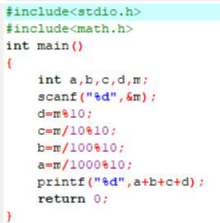 #include<stdio.h>
#include<math.h>
int main()
{
    int a,b,c,d,m;
    scanf("%d",&m);
    d=m%10;
    c=m/10%10;
    b=m/100%10;
    a=m/1000%10;
    printf("%d",a+b+c+d);
    return 0;
}